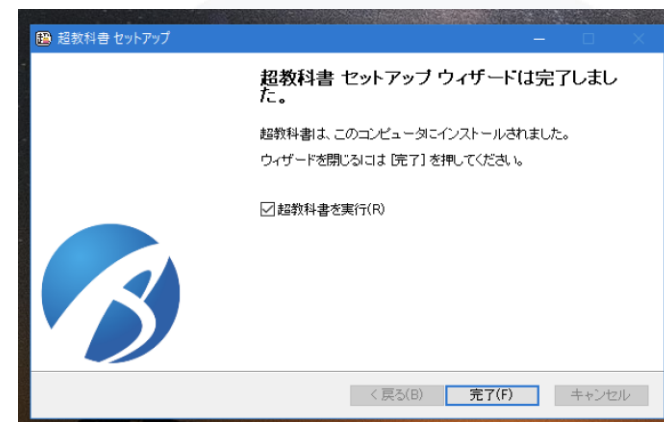 超教科書 セットアップ
超教科書 セットアップ ウィザードは完了しまし
た。
超教科書は、このコンピュータにインストールされました。
ウィザードを閉じるには [完了] を押してください。
超教科書を実行(R)
< 戻る(B) 完了(F) キャンセル